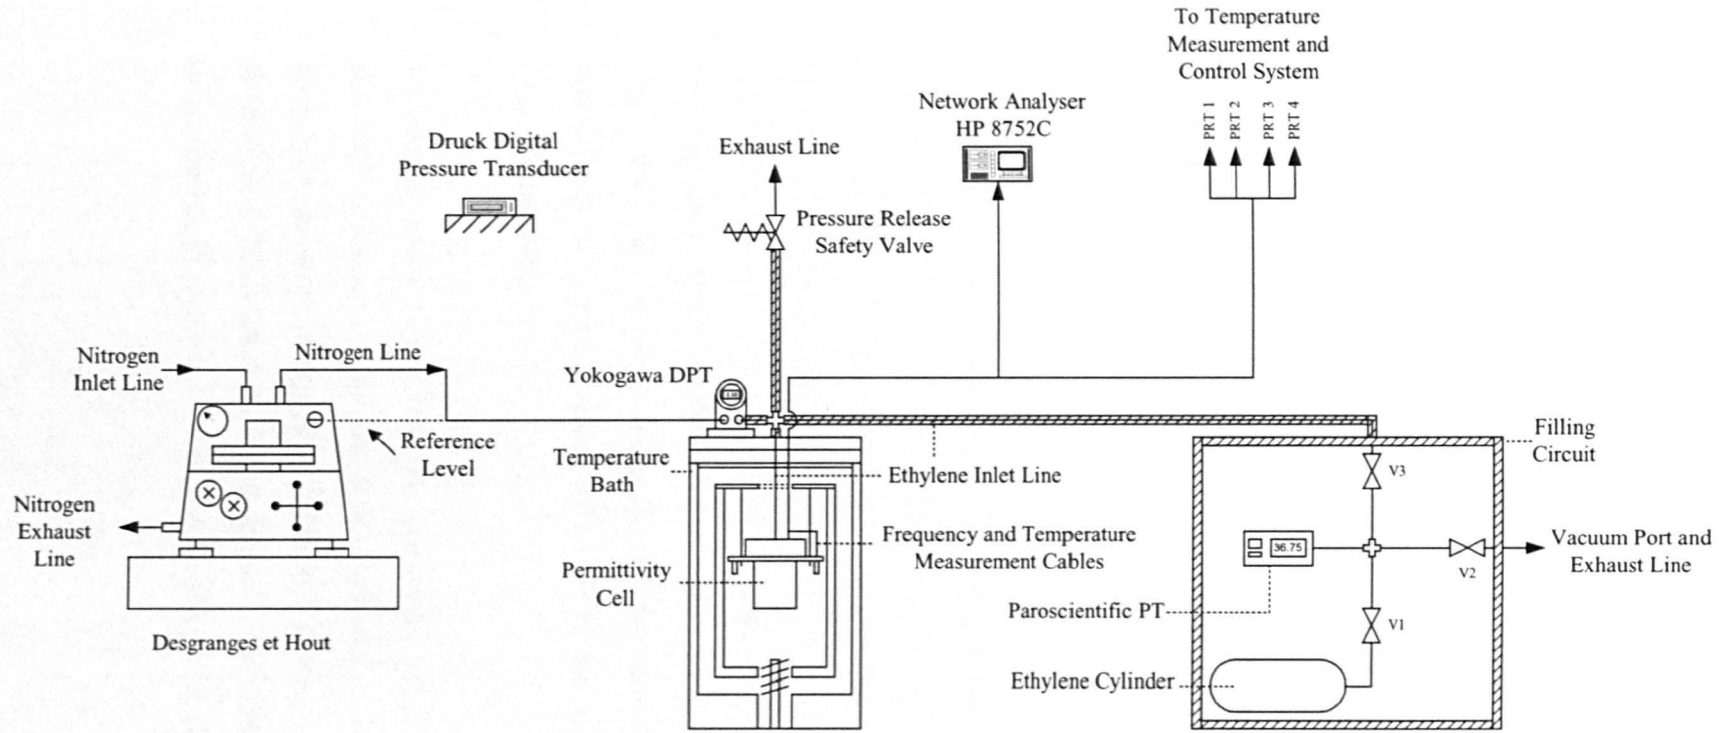 To Temperature
Measurement and
Control System
PRT 1
PRT 2
PRT 3
PRT 4
Network Analyser
HP 8752C
Druck Digital
Pressure Transducer
Exhaust Line
Pressure Release
Safety Valve
Nitrogen
Inlet Line
Nitrogen Line
Yokogawa DPT
Reference
Level
Filling
Circuit
Temperature
Bath
Ethylene Inlet Line
V3
Nitrogen
Exhaust
Line
Frequency and Temperature
Measurement Cables
36.75
Vacuum Port and
Exhaust Line
V2
Permittivity
Cell
Paroscientific PT
V1
Desgranges et Hout
Ethylene Cylinder